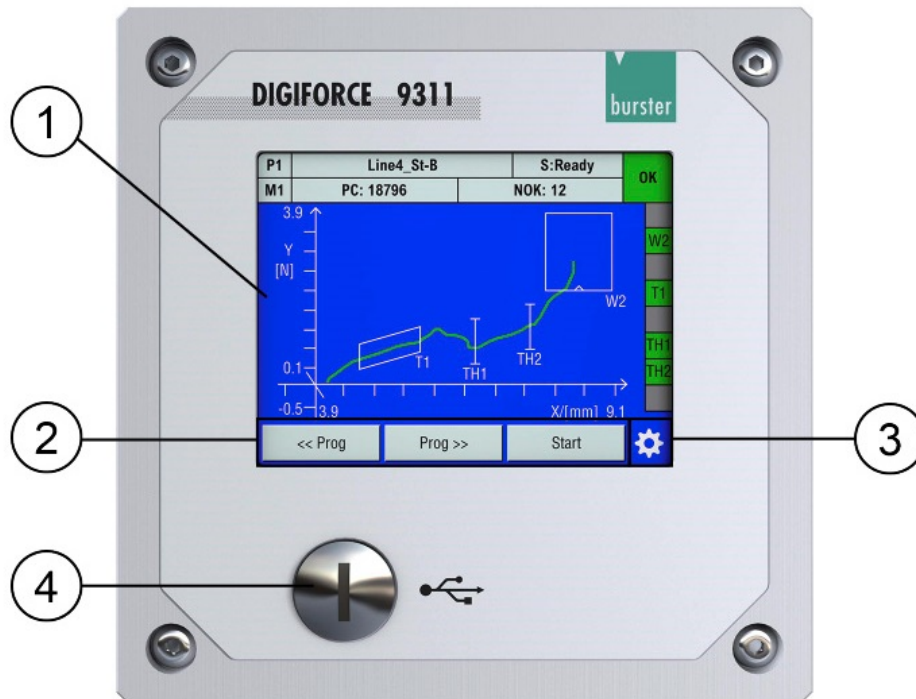 DIGIFORCE 9311
burster
1
P1 Line4_St-B S:Ready OK
M1 PC: 18796 NOK: 12
3.9
Y
[N]
W2
T1
TH1
TH2
W2
T1
TH1
TH2
0.1
-0.5
3.9
X/[mm] 9.1
2
<< Prog Prog >> Start
3
4